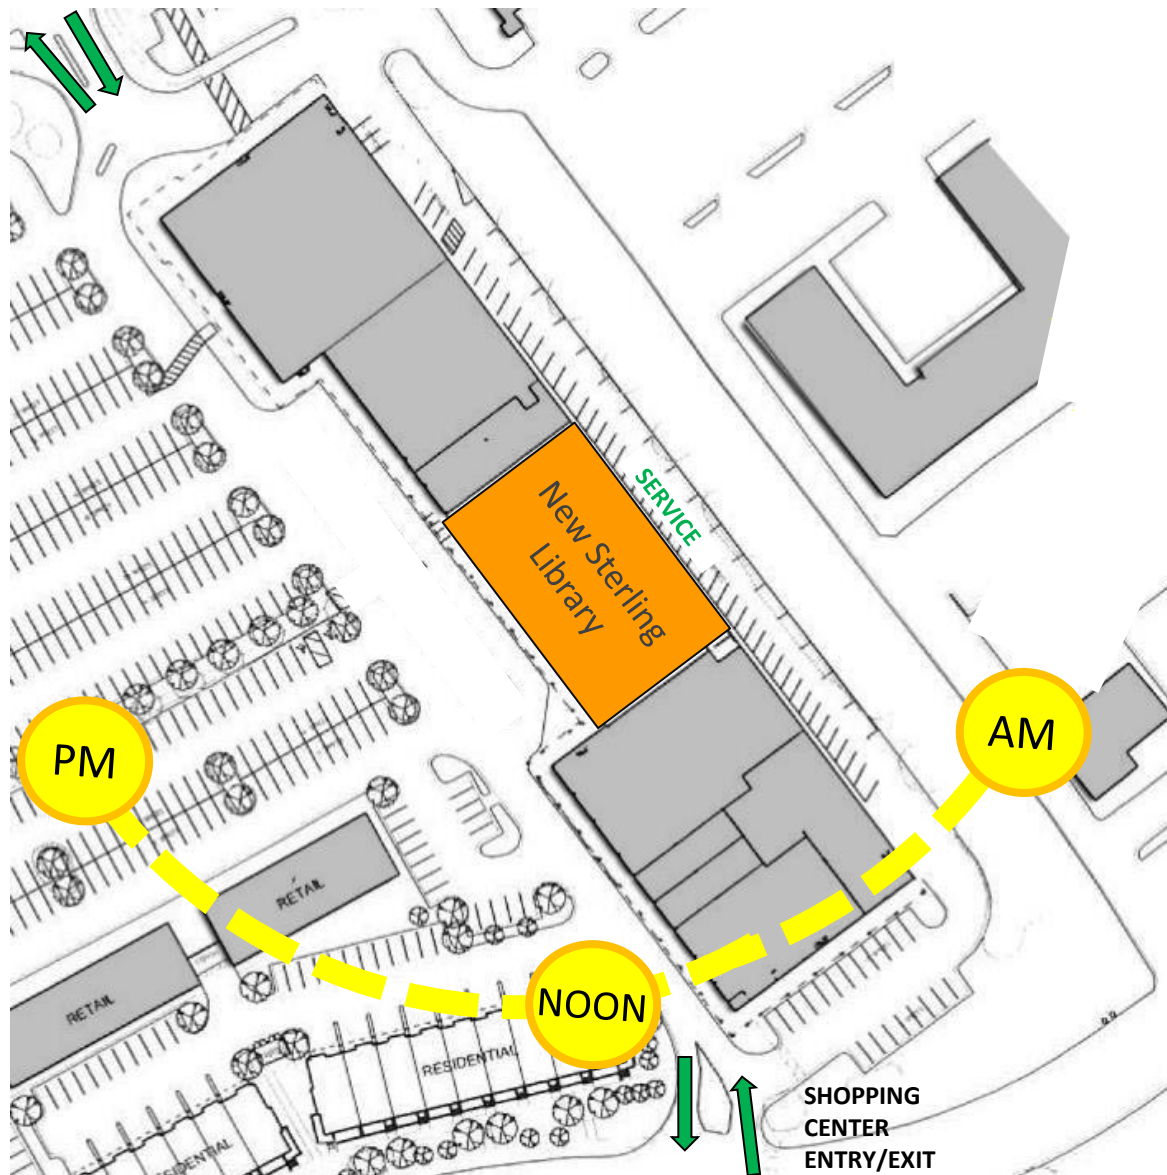 SERVICE
New Sterling
Library
PM
AM
NOON
RETAIL
RETAIL
RESIDENTIAL
RESIDENTIAL
SHOPPING
CENTER
ENTRY/EXIT